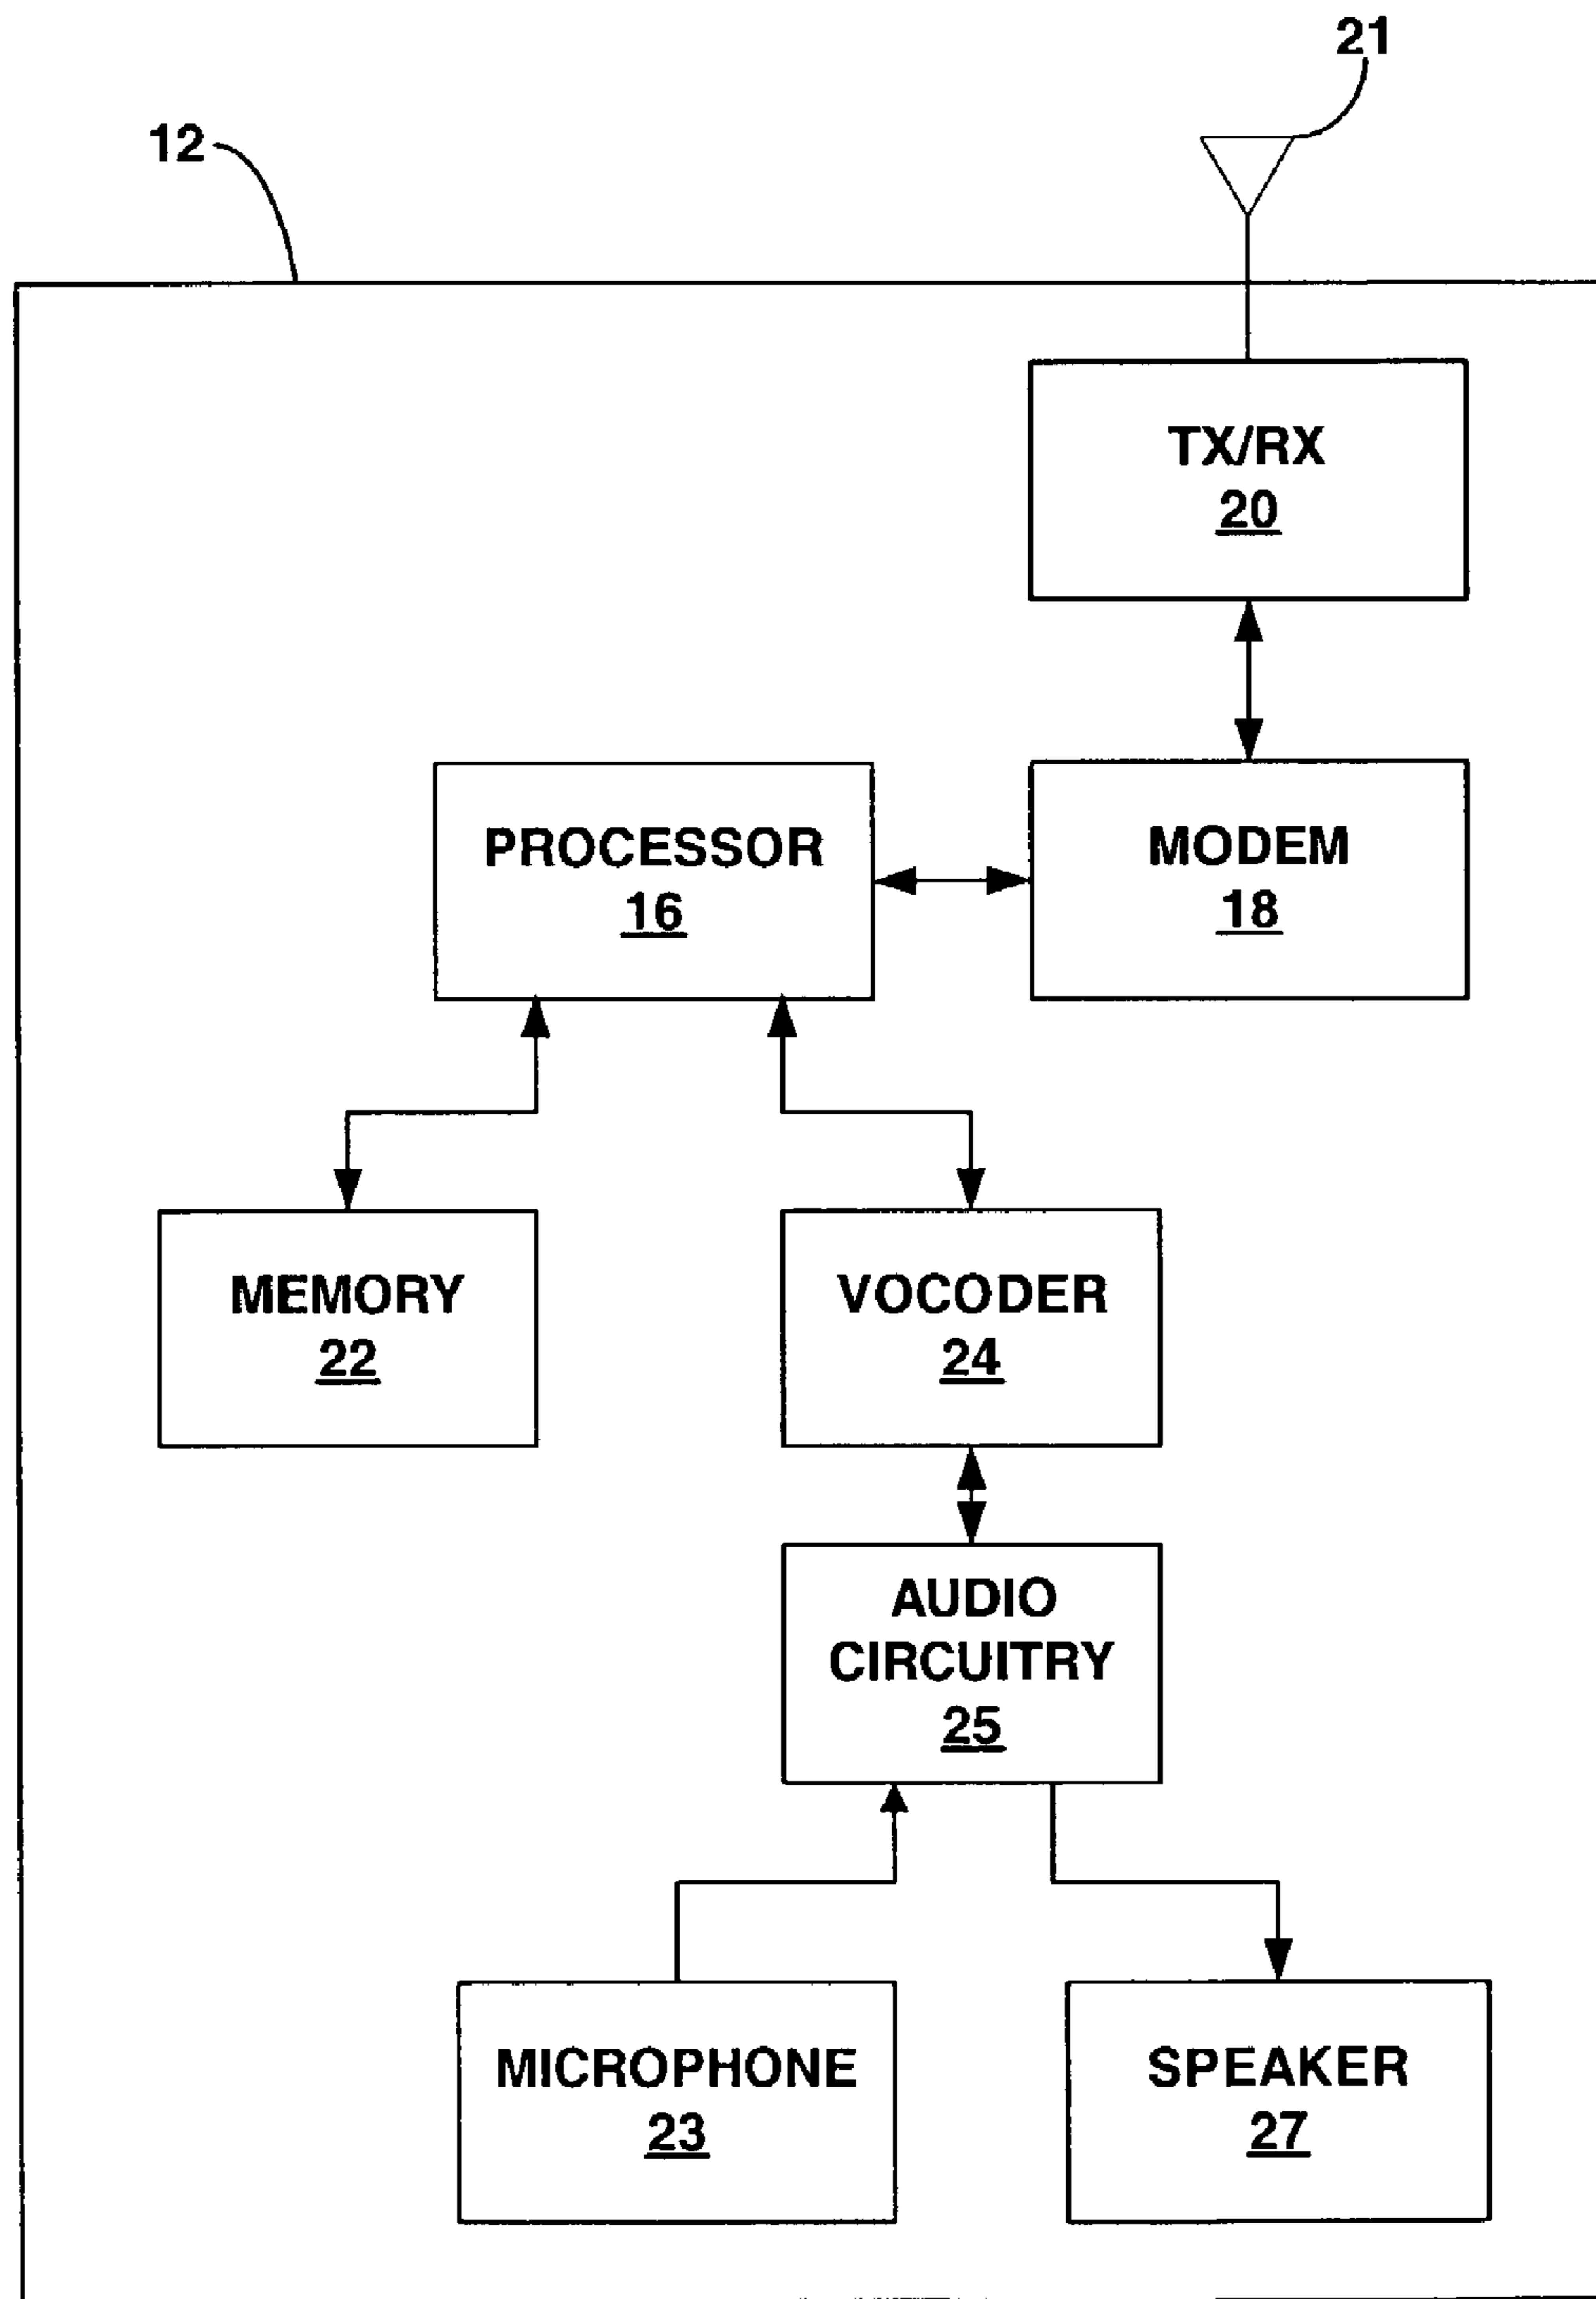 21
12
TX/RX
20
PROCESSOR
16
MODEM
18
MEMORY
22
VOCODER
24
AUDIO
CIRCUITRY
25
MICROPHONE
23
SPEAKER
27